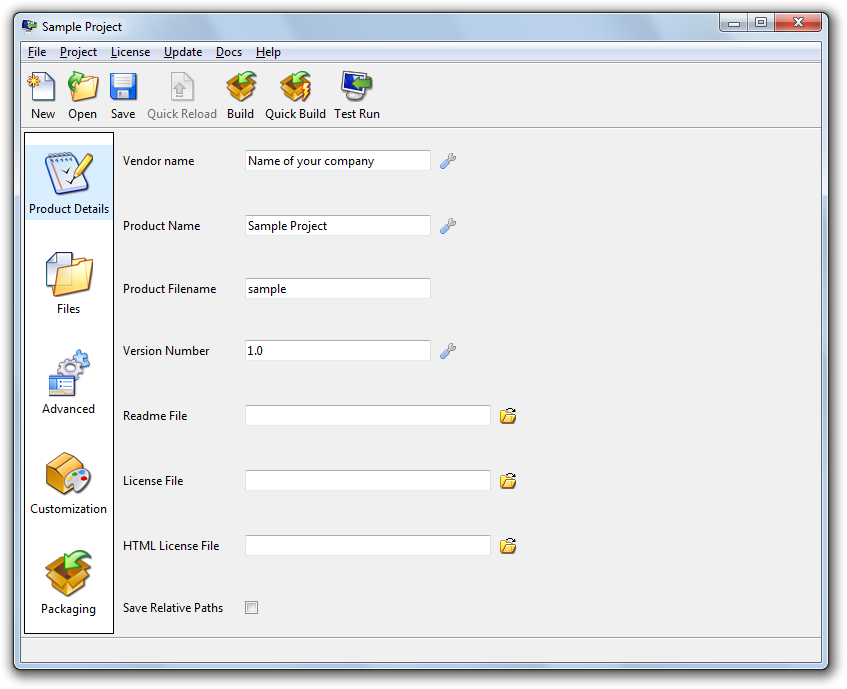 Sample Project
File Project License Update Docs Help
New Open Save Quick Reload Build Quick Build Test Run
Product Details
Files
Advanced
Customization
Packaging
Vendor name Name of your company
Product Name Sample Project
Product Filename sample
Version Number 1.0
Readme File
License File
HTML License File
Save Relative Paths